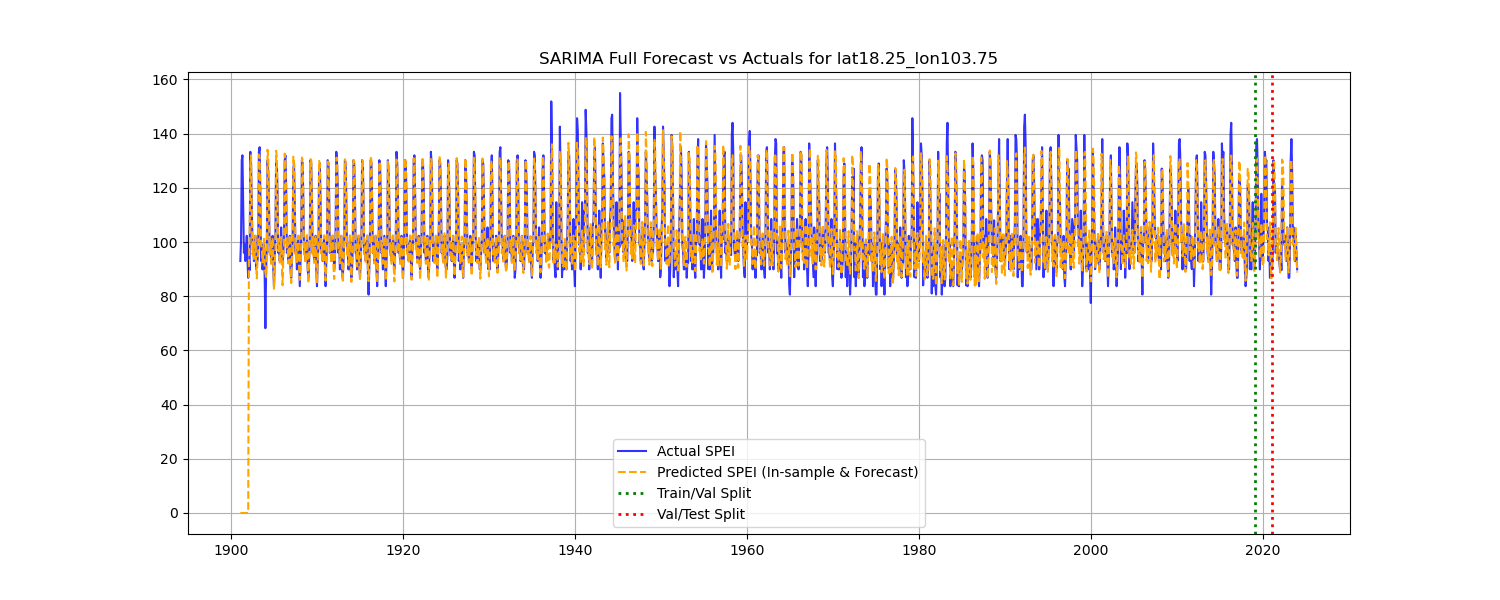 SARIMA Full Forecast vs Actuals for lat18.25_lon103.75
160
140
120
100
80
60
40
20
0
Actual SPEI
Predicted SPEI (In-sample & Forecast)
Train/Val Split
Val/Test Split
1900 1920 1940 1960 1980 2000 2020